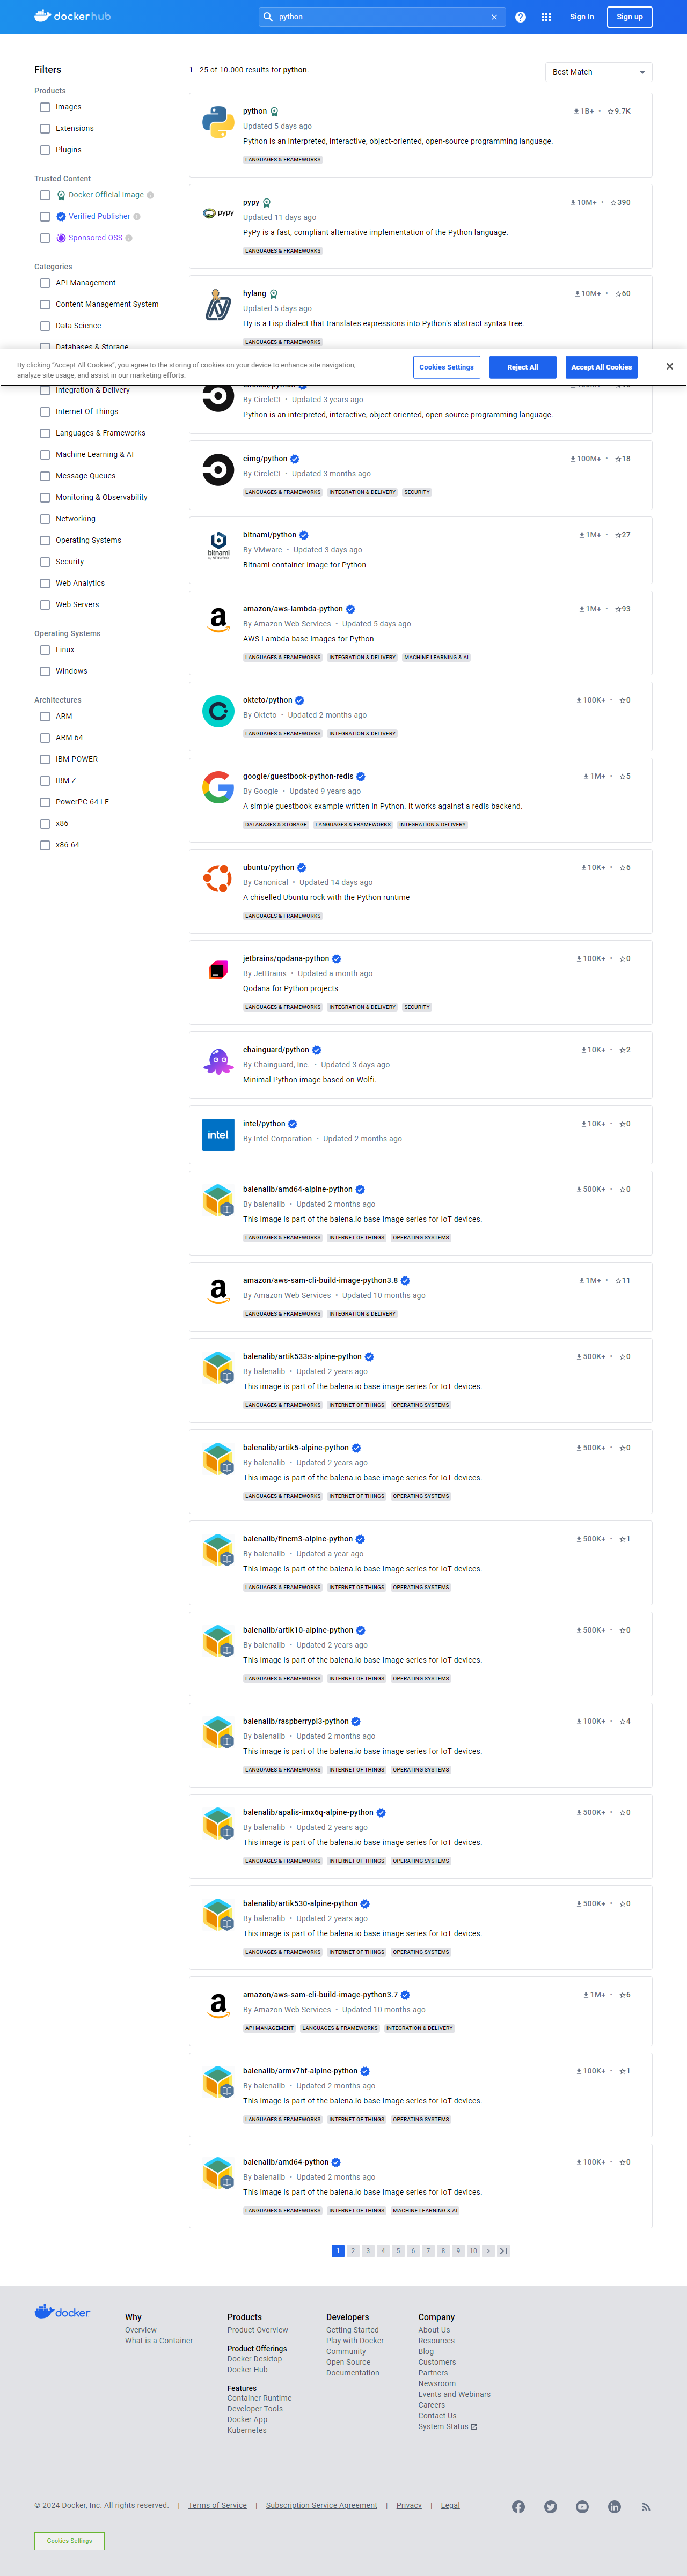 docker hub
python
Sign In
Sign up
Filters
Products
Images
Extensions
Plugins
Trusted Content
Docker Official Image
Verified Publisher
Sponsored OSS
Categories
API Management
Content Management System
Data Science
Databases & Storage
Integration & Delivery
Internet Of Things
Languages & Frameworks
Machine Learning & AI
Message Queues
Monitoring & Observability
Networking
Operating Systems
Security
Web Analytics
Web Servers
Operating Systems
Linux
Windows
Architectures
ARM
ARM 64
IBM POWER
IBM Z
PowerPC 64 LE
x86
x86-64
1 - 25 of 10.000 results for python.
Best Match
python
1B+ • 9.7K
Updated 5 days ago
Python is an interpreted, interactive, object-oriented, open-source programming language.
LANGUAGES & FRAMEWORKS
pypy
pypy
10M+ • 390
Updated 11 days ago
PyPy is a fast, compliant alternative implementation of the Python language.
LANGUAGES & FRAMEWORKS
hylang
10M+ • 60
Updated 5 days ago
Hy is a Lisp dialect that translates expressions into Python's abstract syntax tree.
LANGUAGES & FRAMEWORKS
By clicking "Accept All Cookies", you agree to the storing of cookies on your device to enhance site navigation,
analyze site usage, and assist in our marketing efforts.
Cookies Settings
Reject All
Accept All Cookies
By CircleCI • Updated 3 years ago
Python is an interpreted, interactive, object-oriented, open-source programming language.
cimg/python
100M+ • 18
By CircleCI • Updated 3 months ago
LANGUAGES & FRAMEWORKS INTEGRATION & DELIVERY SECURITY
bitnami
bitnami/python
1M+ • 27
By VMware • Updated 3 days ago
Bitnami container image for Python
amazon/aws-lambda-python
1M+ • 93
By Amazon Web Services • Updated 5 days ago
AWS Lambda base images for Python
LANGUAGES & FRAMEWORKS INTEGRATION & DELIVERY MACHINE LEARNING & AI
okteto/python
100K+ • 0
By Okteto • Updated 2 months ago
LANGUAGES & FRAMEWORKS INTEGRATION & DELIVERY
google/guestbook-python-redis
1M+ • 5
By Google • Updated 9 years ago
A simple guestbook example written in Python. It works against a redis backend.
DATABASES & STORAGE LANGUAGES & FRAMEWORKS INTEGRATION & DELIVERY
ubuntu/python
10K+ • 6
By Canonical • Updated 14 days ago
A chiselled Ubuntu rock with the Python runtime
LANGUAGES & FRAMEWORKS
jetbrains/qodana-python
100K+ • 0
By JetBrains • Updated a month ago
Qodana for Python projects
LANGUAGES & FRAMEWORKS INTEGRATION & DELIVERY SECURITY
chainguard/python
10K+ • 2
By Chainguard, Inc. • Updated 3 days ago
Minimal Python image based on Wolfi.
intel
intel/python
10K+ • 0
By Intel Corporation • Updated 2 months ago
balenalib/amd64-alpine-python
500K+ • 0
By balenalib • Updated 2 months ago
This image is part of the balena.io base image series for IoT devices.
LANGUAGES & FRAMEWORKS INTERNET OF THINGS OPERATING SYSTEMS
amazon/aws-sam-cli-build-image-python3.8
1M+ • 11
By Amazon Web Services • Updated 10 months ago
LANGUAGES & FRAMEWORKS INTEGRATION & DELIVERY
balenalib/artik533s-alpine-python
500K+ • 0
By balenalib • Updated 2 years ago
This image is part of the balena.io base image series for IoT devices.
LANGUAGES & FRAMEWORKS INTERNET OF THINGS OPERATING SYSTEMS
balenalib/artik5-alpine-python
500K+ • 0
By balenalib • Updated 2 years ago
This image is part of the balena.io base image series for IoT devices.
LANGUAGES & FRAMEWORKS INTERNET OF THINGS OPERATING SYSTEMS
balenalib/fincm3-alpine-python
500K+ • 1
By balenalib • Updated a year ago
This image is part of the balena.io base image series for IoT devices.
LANGUAGES & FRAMEWORKS INTERNET OF THINGS OPERATING SYSTEMS
balenalib/artik10-alpine-python
500K+ • 0
By balenalib • Updated 2 years ago
This image is part of the balena.io base image series for IoT devices.
LANGUAGES & FRAMEWORKS INTERNET OF THINGS OPERATING SYSTEMS
balenalib/raspberrypi3-python
100K+ • 4
By balenalib • Updated 2 months ago
This image is part of the balena.io base image series for IoT devices.
LANGUAGES & FRAMEWORKS INTERNET OF THINGS OPERATING SYSTEMS
balenalib/apalis-imx6q-alpine-python
500K+ • 0
By balenalib • Updated 2 years ago
This image is part of the balena.io base image series for IoT devices.
LANGUAGES & FRAMEWORKS INTERNET OF THINGS OPERATING SYSTEMS
balenalib/artik530-alpine-python
500K+ • 0
By balenalib • Updated 2 years ago
This image is part of the balena.io base image series for IoT devices.
LANGUAGES & FRAMEWORKS INTERNET OF THINGS OPERATING SYSTEMS
amazon/aws-sam-cli-build-image-python3.7
1M+ • 6
By Amazon Web Services • Updated 10 months ago
API MANAGEMENT LANGUAGES & FRAMEWORKS INTEGRATION & DELIVERY
balenalib/armv7hf-alpine-python
100K+ • 1
By balenalib • Updated 2 months ago
This image is part of the balena.io base image series for IoT devices.
LANGUAGES & FRAMEWORKS INTERNET OF THINGS OPERATING SYSTEMS
balenalib/amd64-python
100K+ • 0
By balenalib • Updated 2 months ago
This image is part of the balena.io base image series for IoT devices.
LANGUAGES & FRAMEWORKS INTERNET OF THINGS MACHINE LEARNING & AI
1 2 3 4 5 6 7 8 9 10
docker
Why
Overview
What is a Container
Products
Product Overview
Product Offerings
Docker Desktop
Docker Hub
Features
Container Runtime
Developer Tools
Docker App
Kubernetes
Developers
Getting Started
Play with Docker
Community
Open Source
Documentation
Company
About Us
Resources
Blog
Customers
Partners
Newsroom
Events and Webinars
Careers
Contact Us
System Status
© 2024 Docker, Inc. All rights reserved. | Terms of Service | Subscription Service Agreement | Privacy | Legal
Cookies Settings